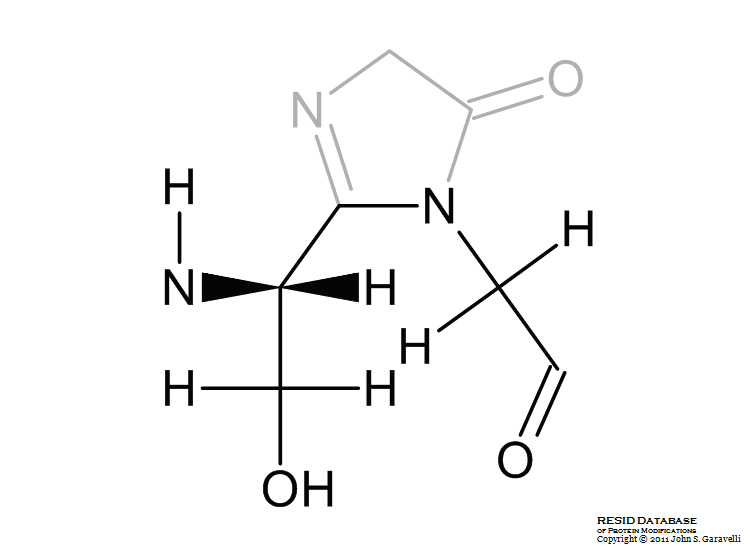 O
N
H
N
H
N
H
H
H
H
O
OH
RESID DATABASE
OF PROTEIN MODIFICATIONS
Copyright © 2011 John S. Garavelli